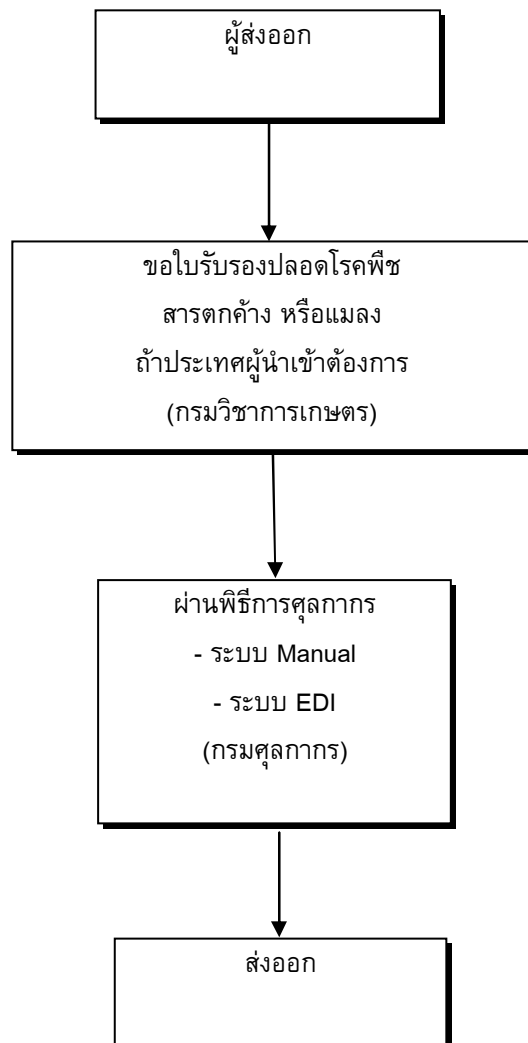 ผู้ส่งออก
ขอใบรับรองปลอดโรคพืช
สารตกค้าง หรือแมลง
ถ้าประเทศผู้นำเข้าต้องการ
(กรมวิชาการเกษตร)
ผ่านพิธีการศุลกากร
- ระบบ Manual
- ระบบ EDI
(กรมศุลกากร)
ส่งออก